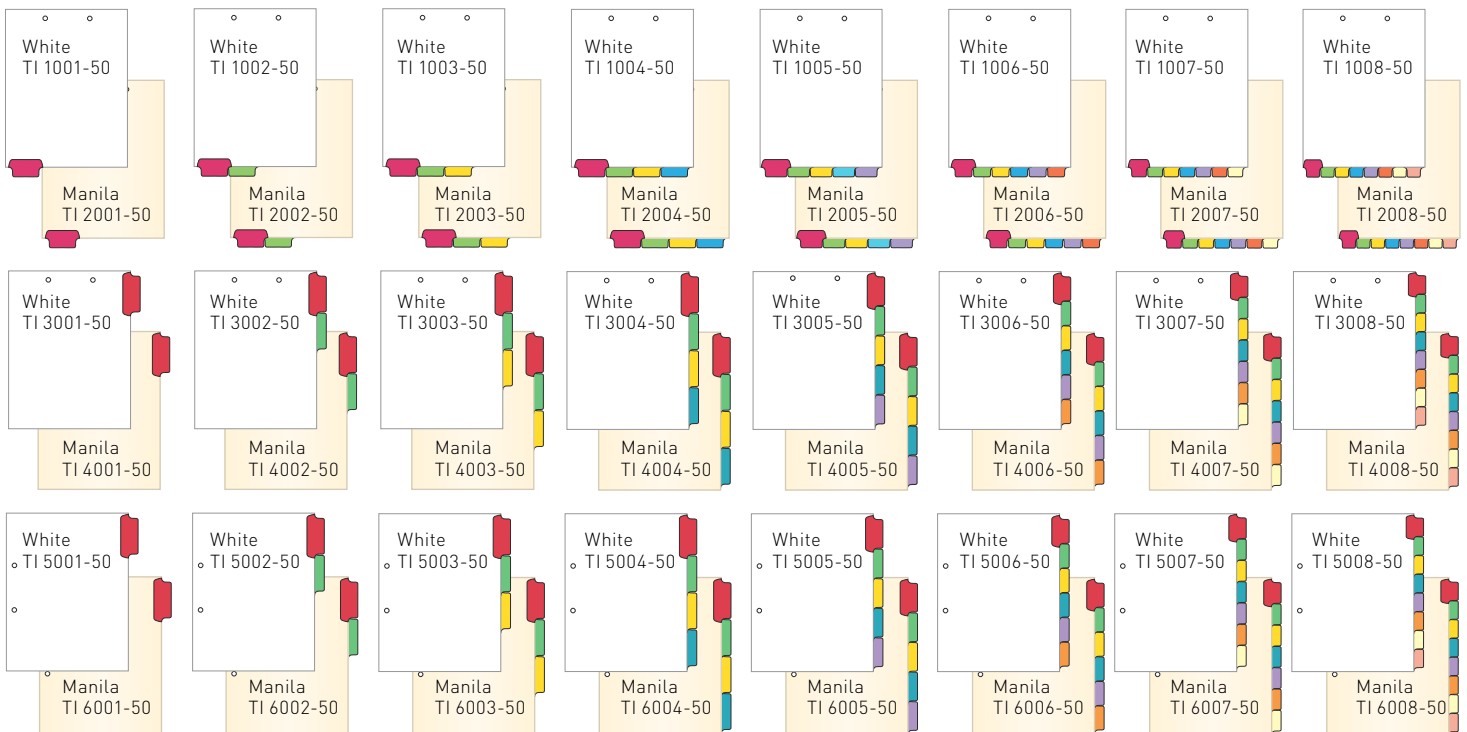 White
TI 1001-50
Manila
TI 2001-50
White
TI 1002-50
Manila
TI 2002-50
White
TI 1003-50
Manila
TI 2003-50
White
TI 1004-50
Manila
TI 2004-50
White
TI 1005-50
Manila
TI 2005-50
White
TI 1006-50
Manila
TI 2006-50
White
TI 1007-50
Manila
TI 2007-50
White
TI 1008-50
Manila
TI 2008-50
White
TI 3001-50
Manila
TI 4001-50
White
TI 3002-50
Manila
TI 4002-50
White
TI 3003-50
Manila
TI 4003-50
White
TI 3004-50
Manila
TI 4004-50
White
TI 3005-50
Manila
TI 4005-50
White
TI 3006-50
Manila
TI 4006-50
White
TI 3007-50
Manila
TI 4007-50
White
TI 3008-50
Manila
TI 4008-50
White
TI 5001-50
Manila
TI 6001-50
White
TI 5002-50
Manila
TI 6002-50
White
TI 5003-50
Manila
TI 6003-50
White
TI 5004-50
Manila
TI 6004-50
White
TI 5005-50
Manila
TI 6005-50
White
TI 5006-50
Manila
TI 6006-50
White
TI 5007-50
Manila
TI 6007-50
White
TI 5008-50
Manila
TI 6008-50